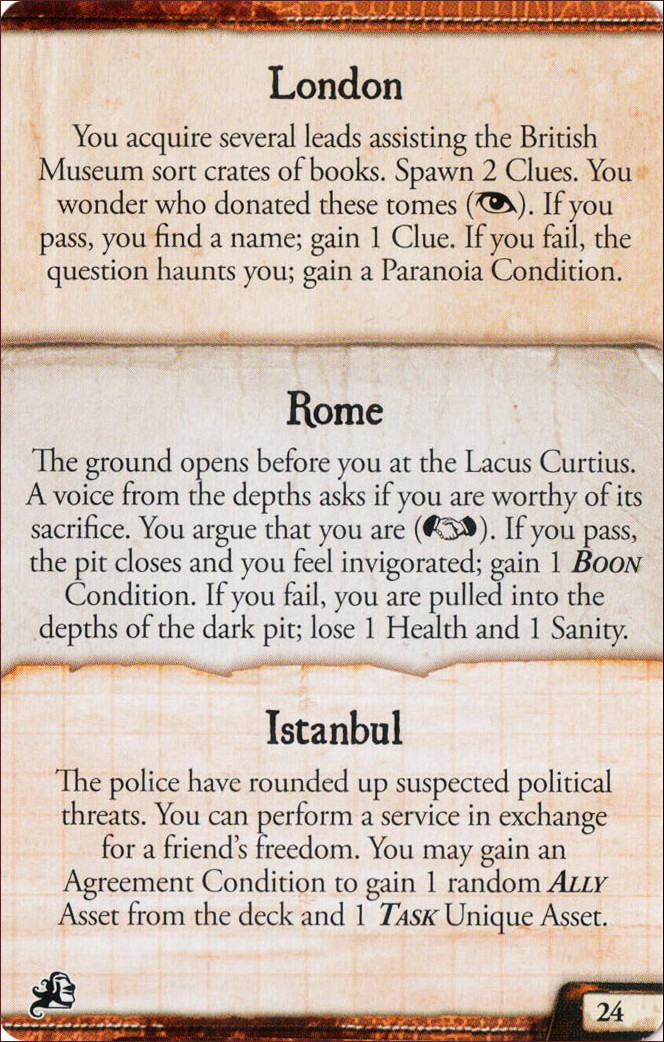 London
You acquire several leads assisting the British
Museum sort crates of books. Spawn 2 Clues. You
wonder who donated these tomes (). If you
pass, you find a name; gain 1 Clue. If you fail, the
question haunts you; gain a Paranoia Condition.
Rome
The ground opens before you at the Lacus Curtius.
A voice from the depths asks if you are worthy of its
sacrifice. You argue that you are (). If you pass,
the pit closes and you feel invigorated; gain 1 BOON
Condition. If you fail, you are pulled into the
depths of the dark pit; lose 1 Health and 1 Sanity.
Istanbul
The police have rounded up suspected political
threats. You can perform a service in exchange
for a friend's freedom. You may gain an
Agreement Condition to gain 1 random ALLY
Asset from the deck and 1 TASK Unique Asset.
24